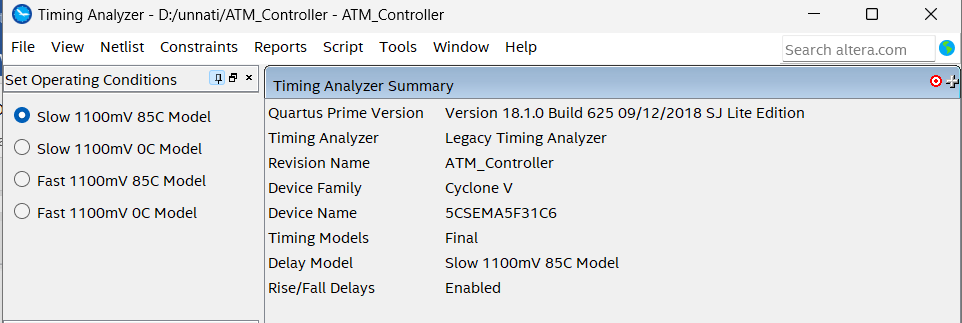 Timing Analyzer - D:/unnati/ATM_Controller - ATM_Controller
File View Netlist Constraints Reports Script Tools Window Help
Search altera.com
Set Operating Conditions
Slow 1100mV 85C Model
Slow 1100mV 0C Model
Fast 1100mV 85C Model
Fast 1100mV 0C Model
Timing Analyzer Summary
Quartus Prime Version Version 18.1.0 Build 625 09/12/2018 SJ Lite Edition
Timing Analyzer Legacy Timing Analyzer
Revision Name ATM_Controller
Device Family Cyclone V
Device Name 5CSEMA5F31C6
Timing Models Final
Delay Model Slow 1100mV 85C Model
Rise/Fall Delays Enabled